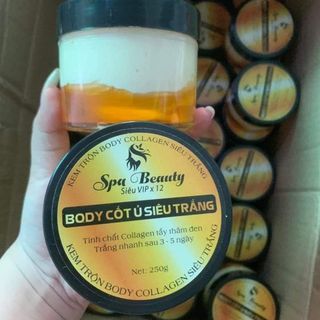 KEM TRỘN BODY COLLAGEN SIÊU TRẮNG
Spa Beauty
Siêu VIP x 12
BODY CỐT Ủ SIÊU TRẮNG
Tinh chất Collagen tẩy thâm đen
Trắng nhanh sau 3 - 5 ngày
Net: 250g
KEM TRỘN BODY COLLAGEN SIÊU TRẮNG